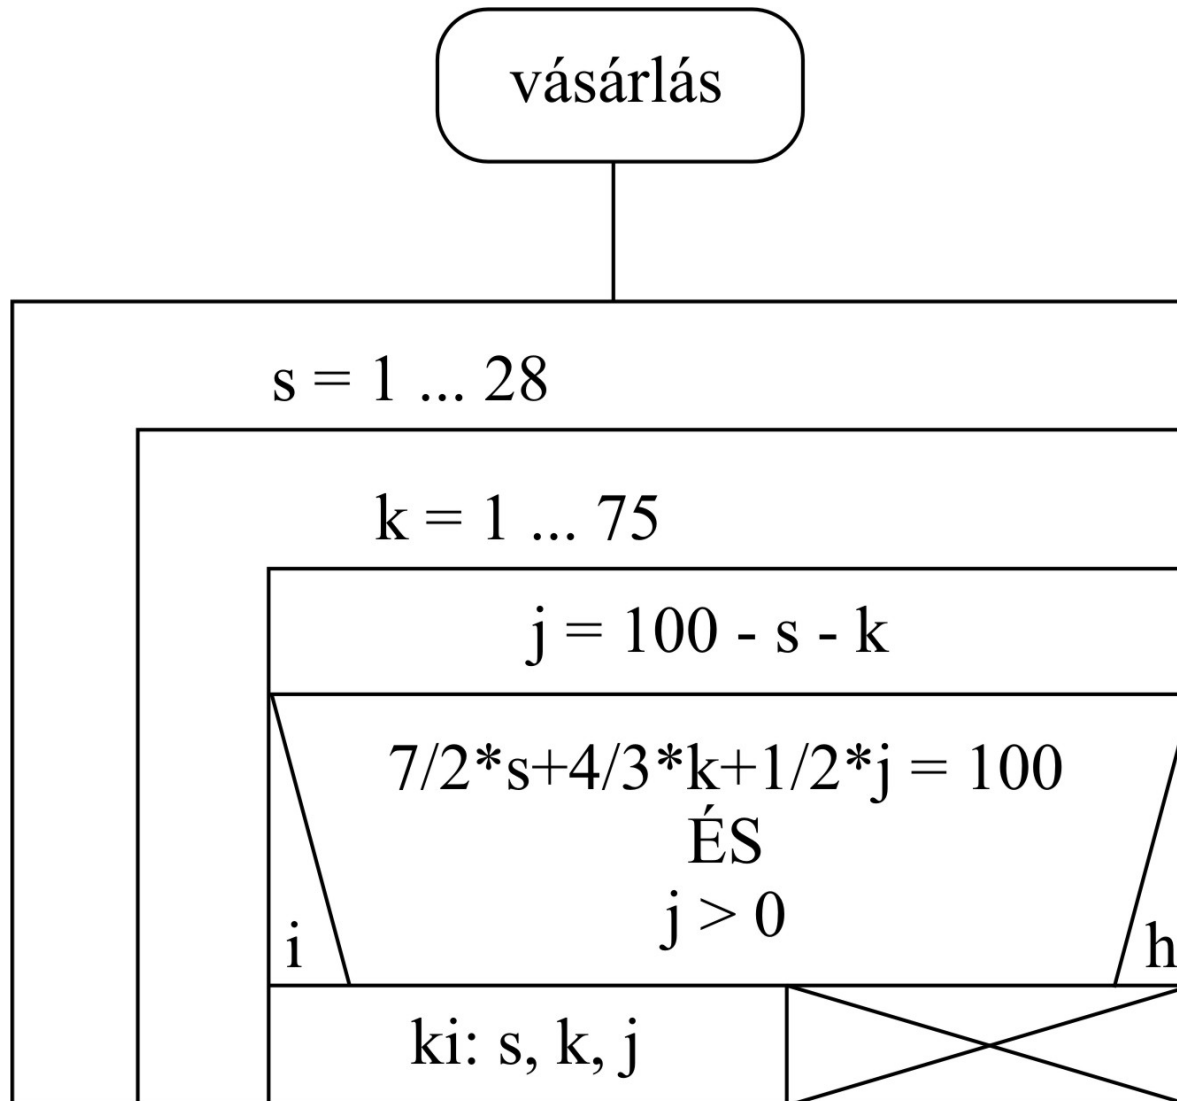 vásárlás
s = 1 ... 28
k = 1 ... 75
j = 100 - s - k
7/2*s+4/3*k+1/2*j = 100
ÉS
j > 0
i
h
ki: s, k, j